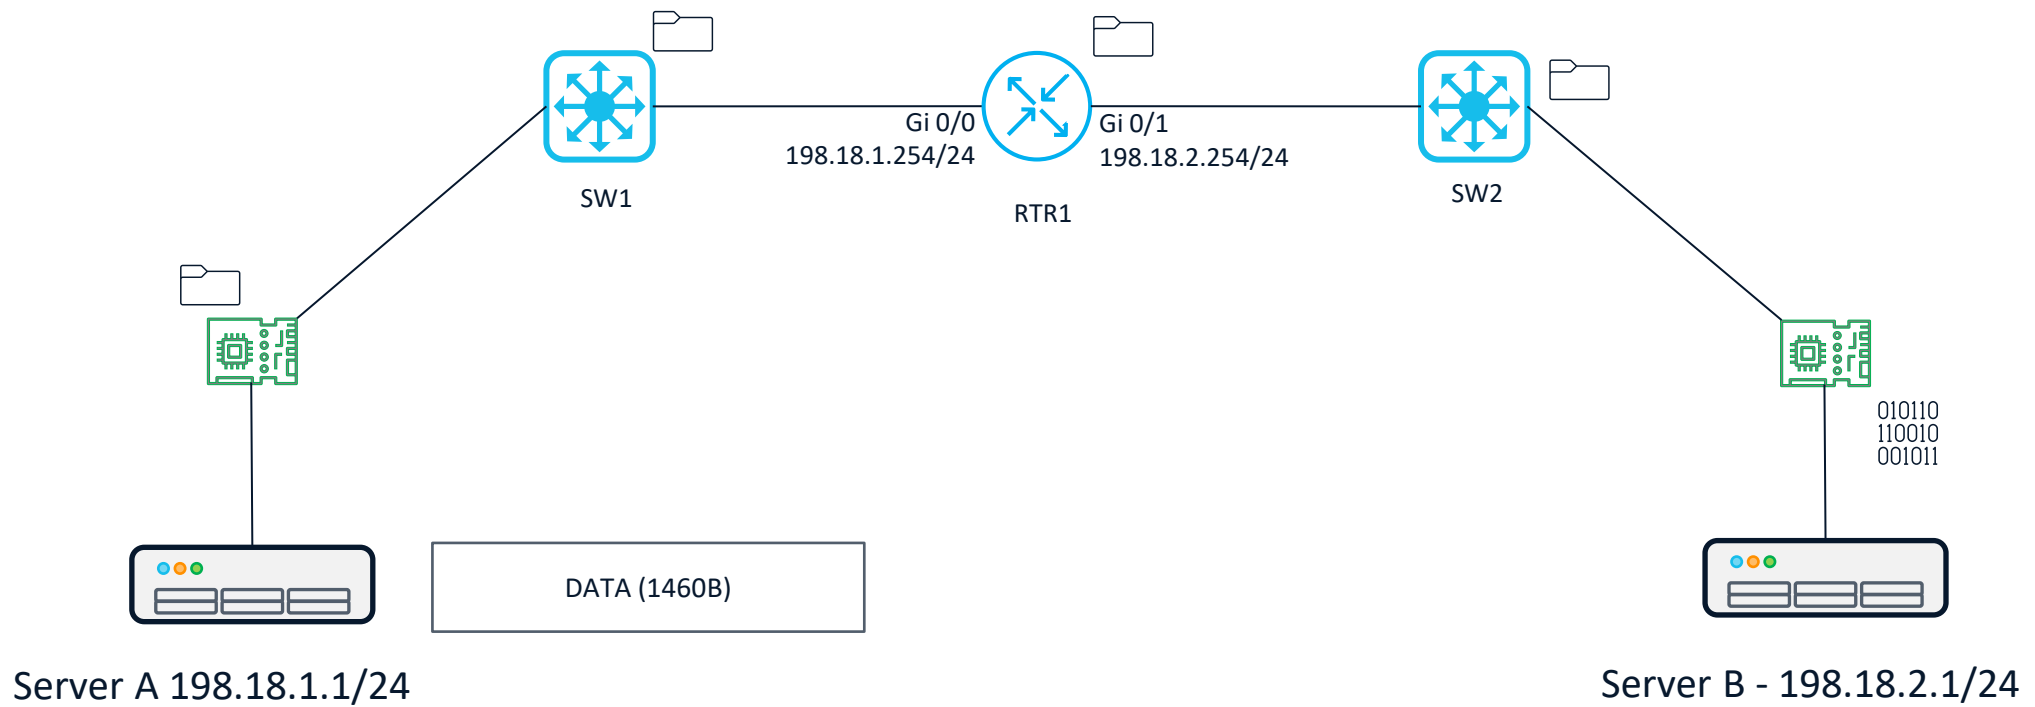 Gi 0/0
198.18.1.254/24
Gi 0/1
198.18.2.254/24
SW1
RTR1
SW2
010110
110010
001011
DATA (1460B)
Server A 198.18.1.1/24
Server B - 198.18.2.1/24